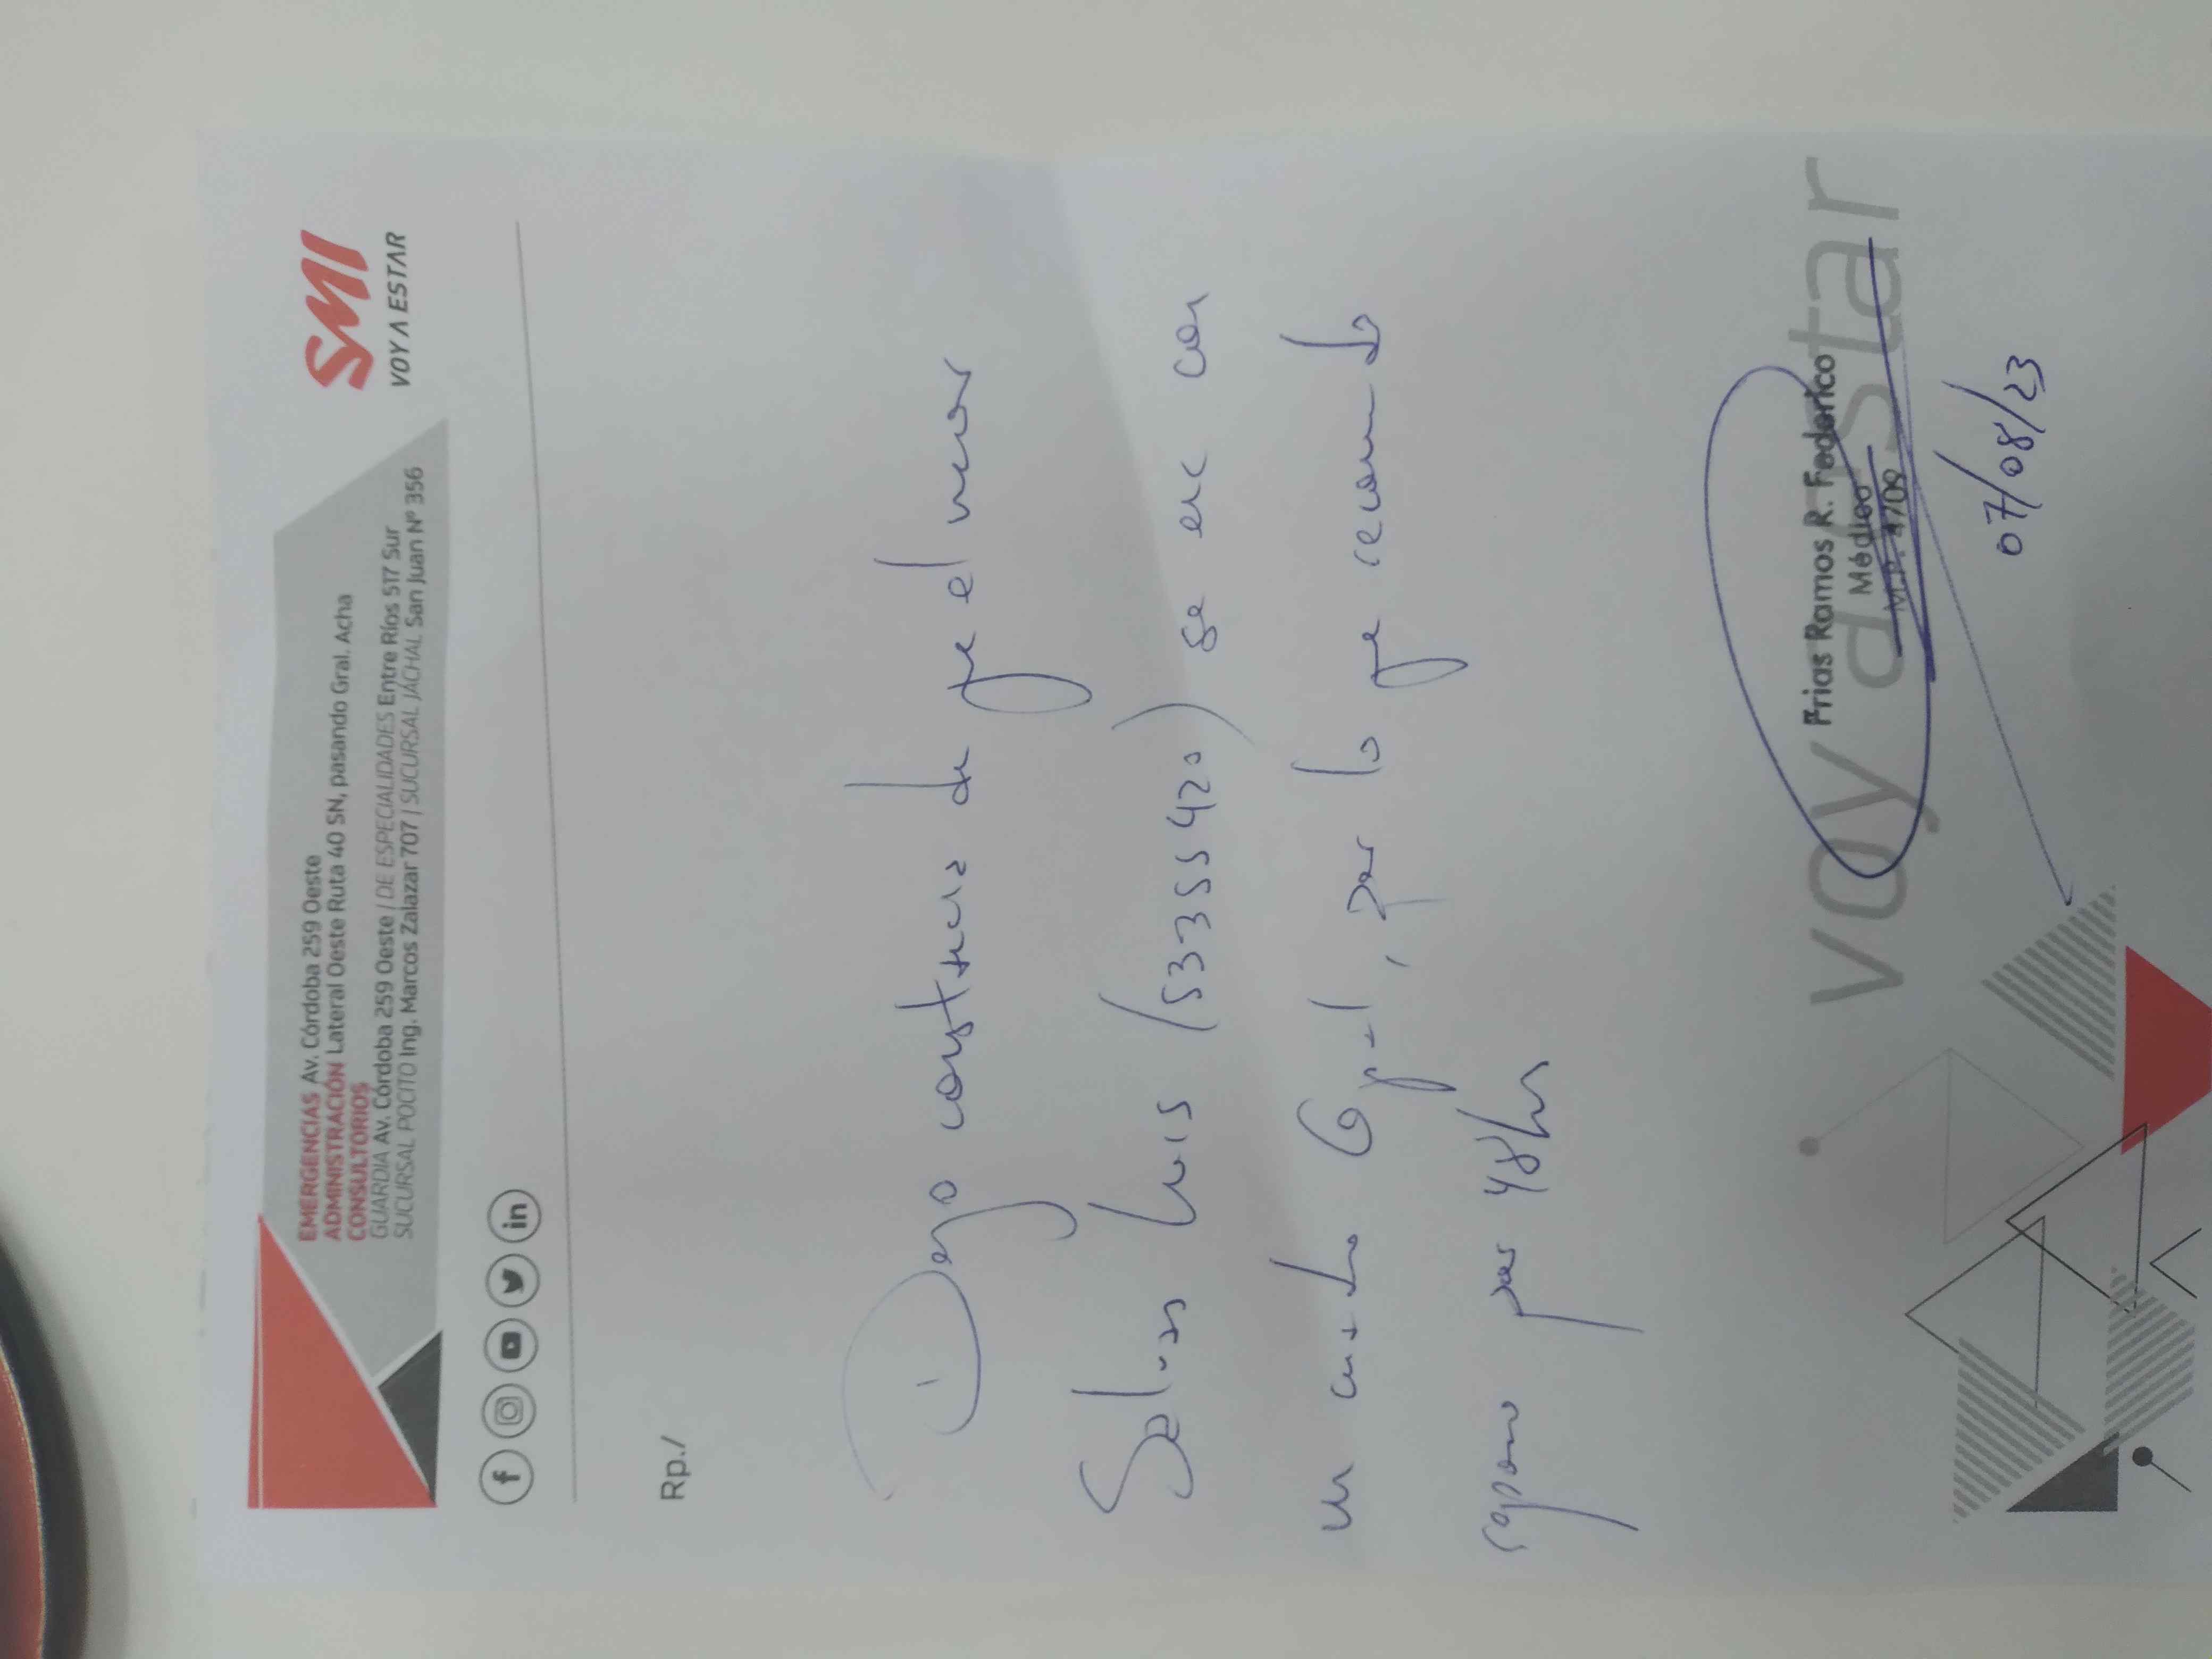 EMERGENCIAS Av. Córdoba 259 Oeste
ADMINISTRACIÓN Lateral Oeste Ruta 40 SN, pasando Gral. Acha
CONSULTORIOS
GUARDIA Av. Córdoba 259 Oeste | DE ESPECIALIDADES Entre Ríos 517 Sur
SUCURSAL POCITO Ing. Marcos Zalazar 707 | SUCURSAL JÁCHAL San Juan Nº 356
SMI
VOY A ESTAR
Rp./
Dejo constancia de que el menor
Luis (53355420) se enc con
un cuadro, por lo que recomiendo
reposo por 48hs
voy a estar
Frias Ramos R. Federico
Médico
M.P. 4709
07/08/23